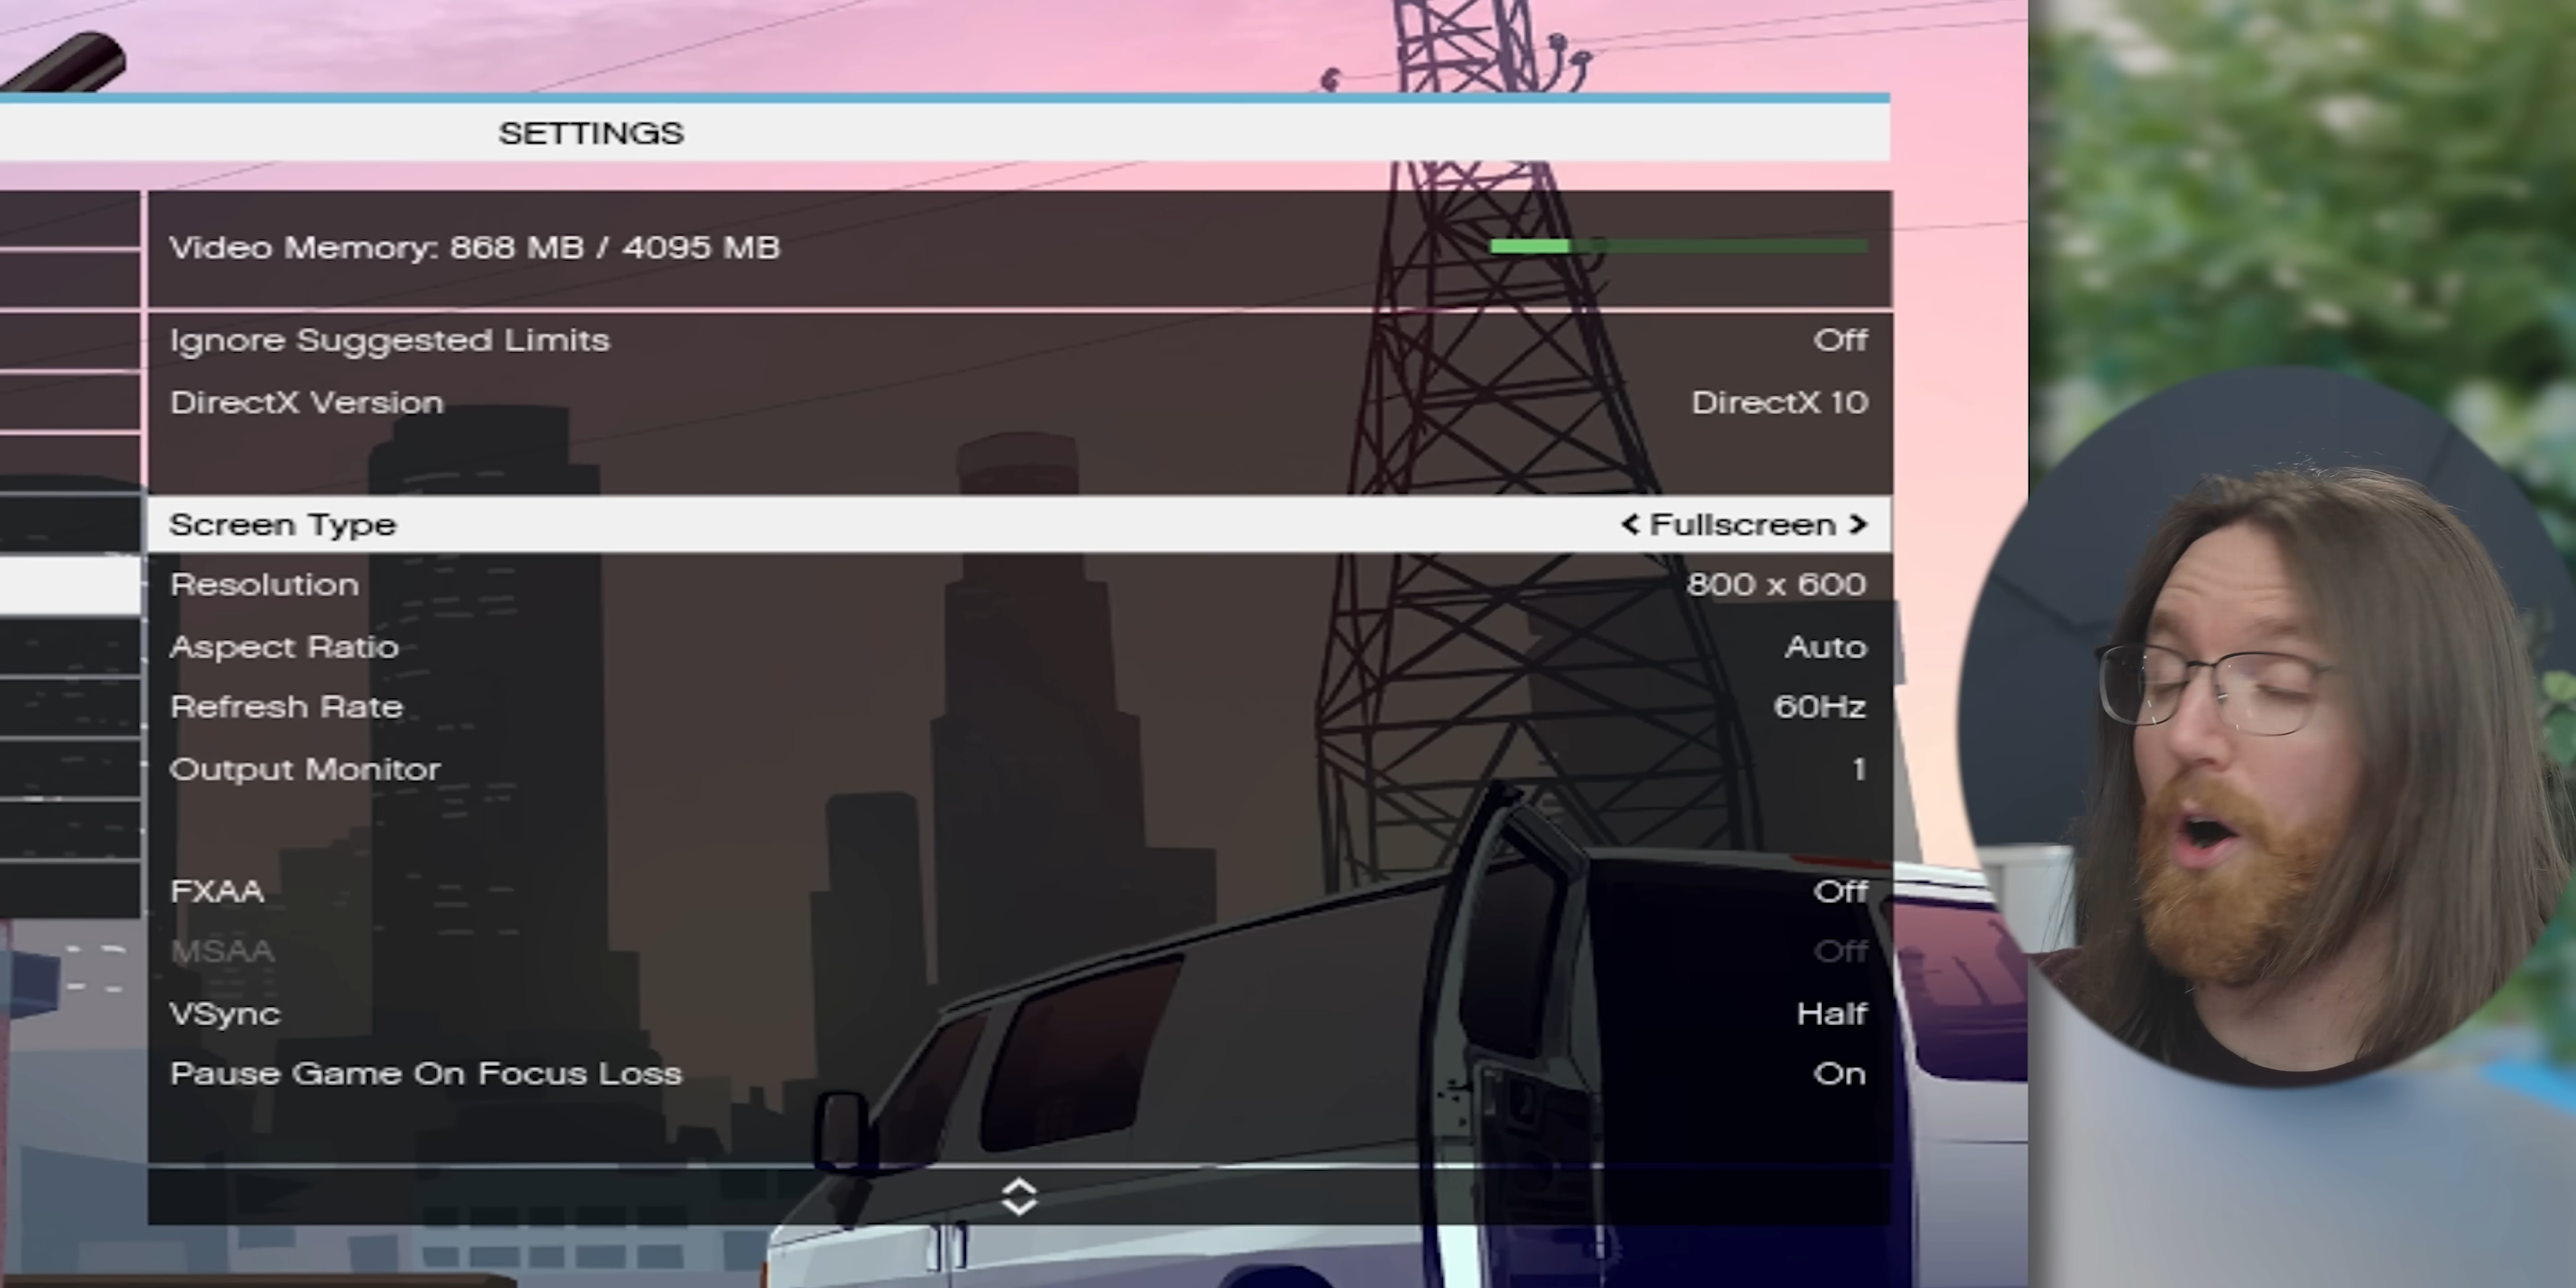 SETTINGS
Video Memory: 868 MB / 4095 MB
Ignore Suggested Limits Off
DirectX Version DirectX 10
Screen Type < Fullscreen >
Resolution 800 x 600
Aspect Ratio Auto
Refresh Rate 60Hz
Output Monitor 1
FXAA Off
MSAA Off
VSync Half
Pause Game On Focus Loss On